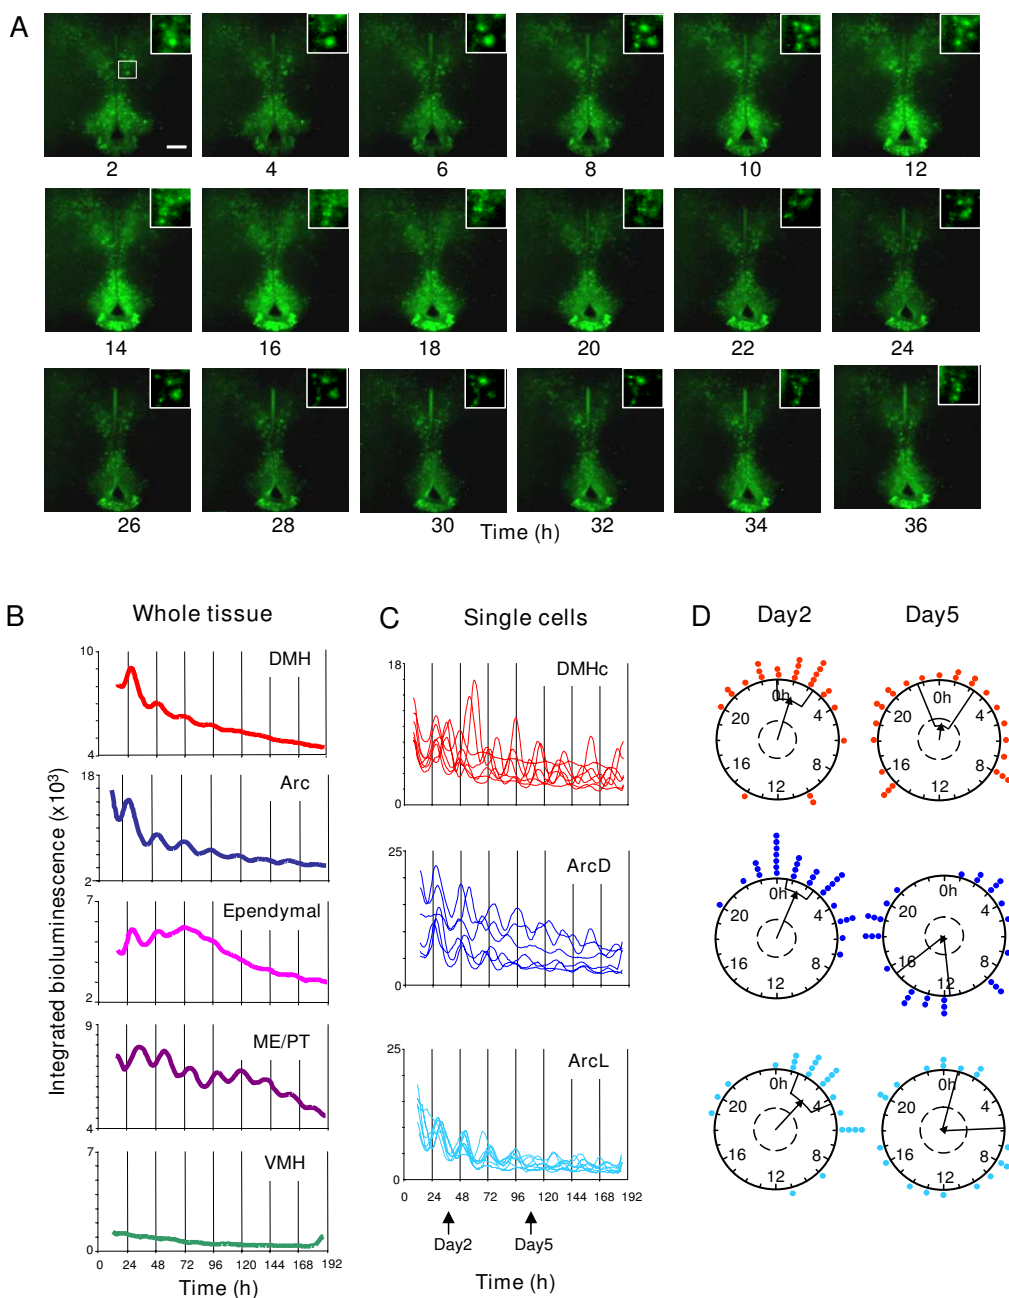 A
2 4 6 8 10 12
14 16 18 20 22 24
26 28 30 32 34 36
Time (h)
B
Whole tissue
C
Single cells
D
Day2
Day5
Integrated bioluminescence (x10³)
10
DMH
4
18
Arc
2
7
Ependymal
2
9
ME/PT
4
7
VMH
0
0 24 48 72 96 120 144 168 192
Time (h)
18
DMHc
0
25
ArcD
0
25
ArcL
0
0 24 48 72 96 120 144 168 192
Day2
Day5
Time (h)
0h 4 8 12 16 20
0h 4 8 12 16 20
0h 4 8 12 16 20
0h 4 8 12 16 20
0h 4 8 12 16 20
0h 4 8 12 16 20